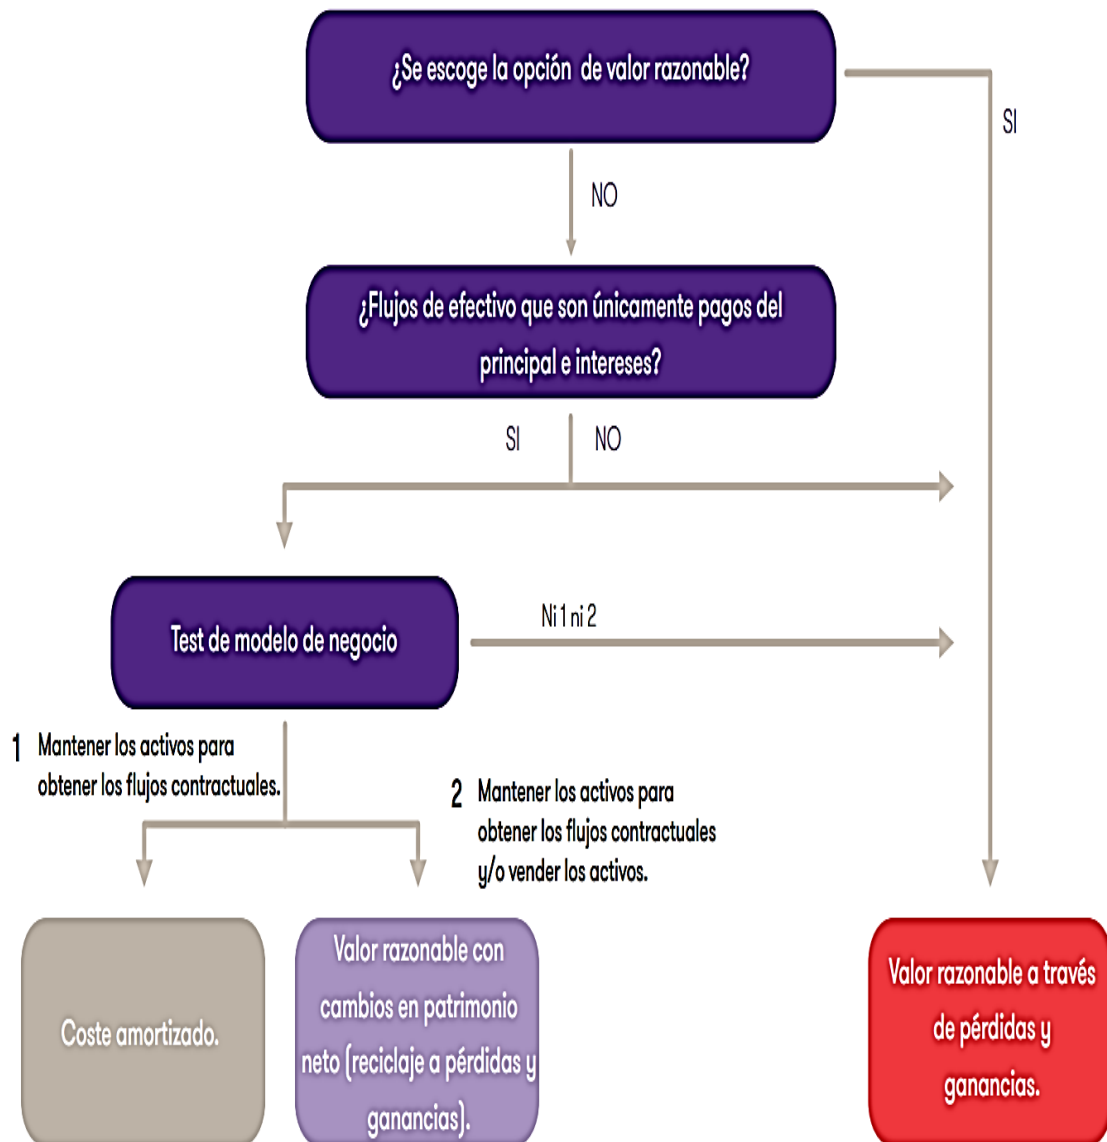 ¿Se escoge la opción de valor razonable?
SI
NO
¿Flujos de efectivo que son únicamente pagos del
principal e intereses?
SI
NO
Test de modelo de negocio
Ni 1 ni 2
1 Mantener los activos para
obtener los flujos contractuales.
2 Mantener los activos para
obtener los flujos contractuales
y/o vender los activos.
Coste amortizado.
Valor razonable con
cambios en patrimonio
neto (reciclaje a pérdidas y
ganancias).
Valor razonable a través
de pérdidas y
ganancias.